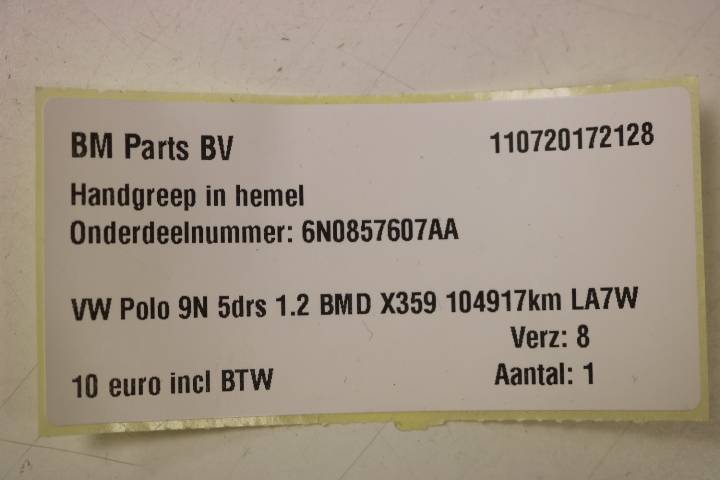 BM Parts BV 110720172128
Handgreep in hemel
Onderdeelnummer: 6N0857607AA
VW Polo 9N 5drs 1.2 BMD X359 104917km LA7W
Verz: 8
10 euro incl BTW Aantal: 1